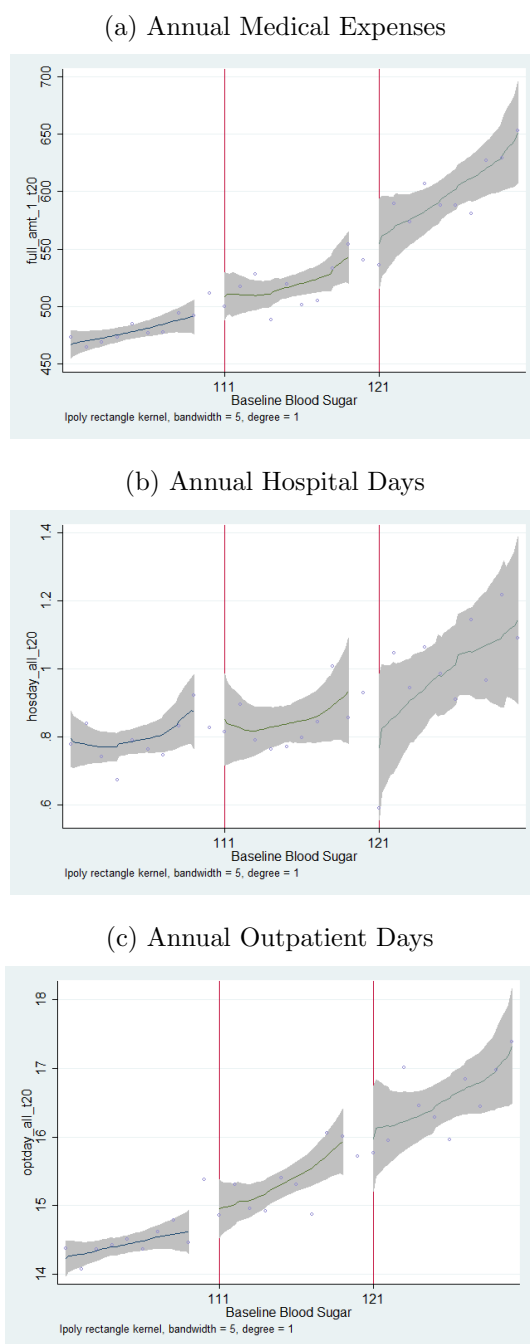 (a) Annual Medical Expenses
700
650
600
550
500
450
full_amt_1_t20
111
121
Baseline Blood Sugar
lpoly rectangle kernel, bandwidth = 5, degree = 1
(b) Annual Hospital Days
1.4
1.2
1
.8
.6
hosday_all_t20
111
121
Baseline Blood Sugar
lpoly rectangle kernel, bandwidth = 5, degree = 1
(c) Annual Outpatient Days
18
17
16
15
14
optday_all_t20
111
121
Baseline Blood Sugar
lpoly rectangle kernel, bandwidth = 5, degree = 1